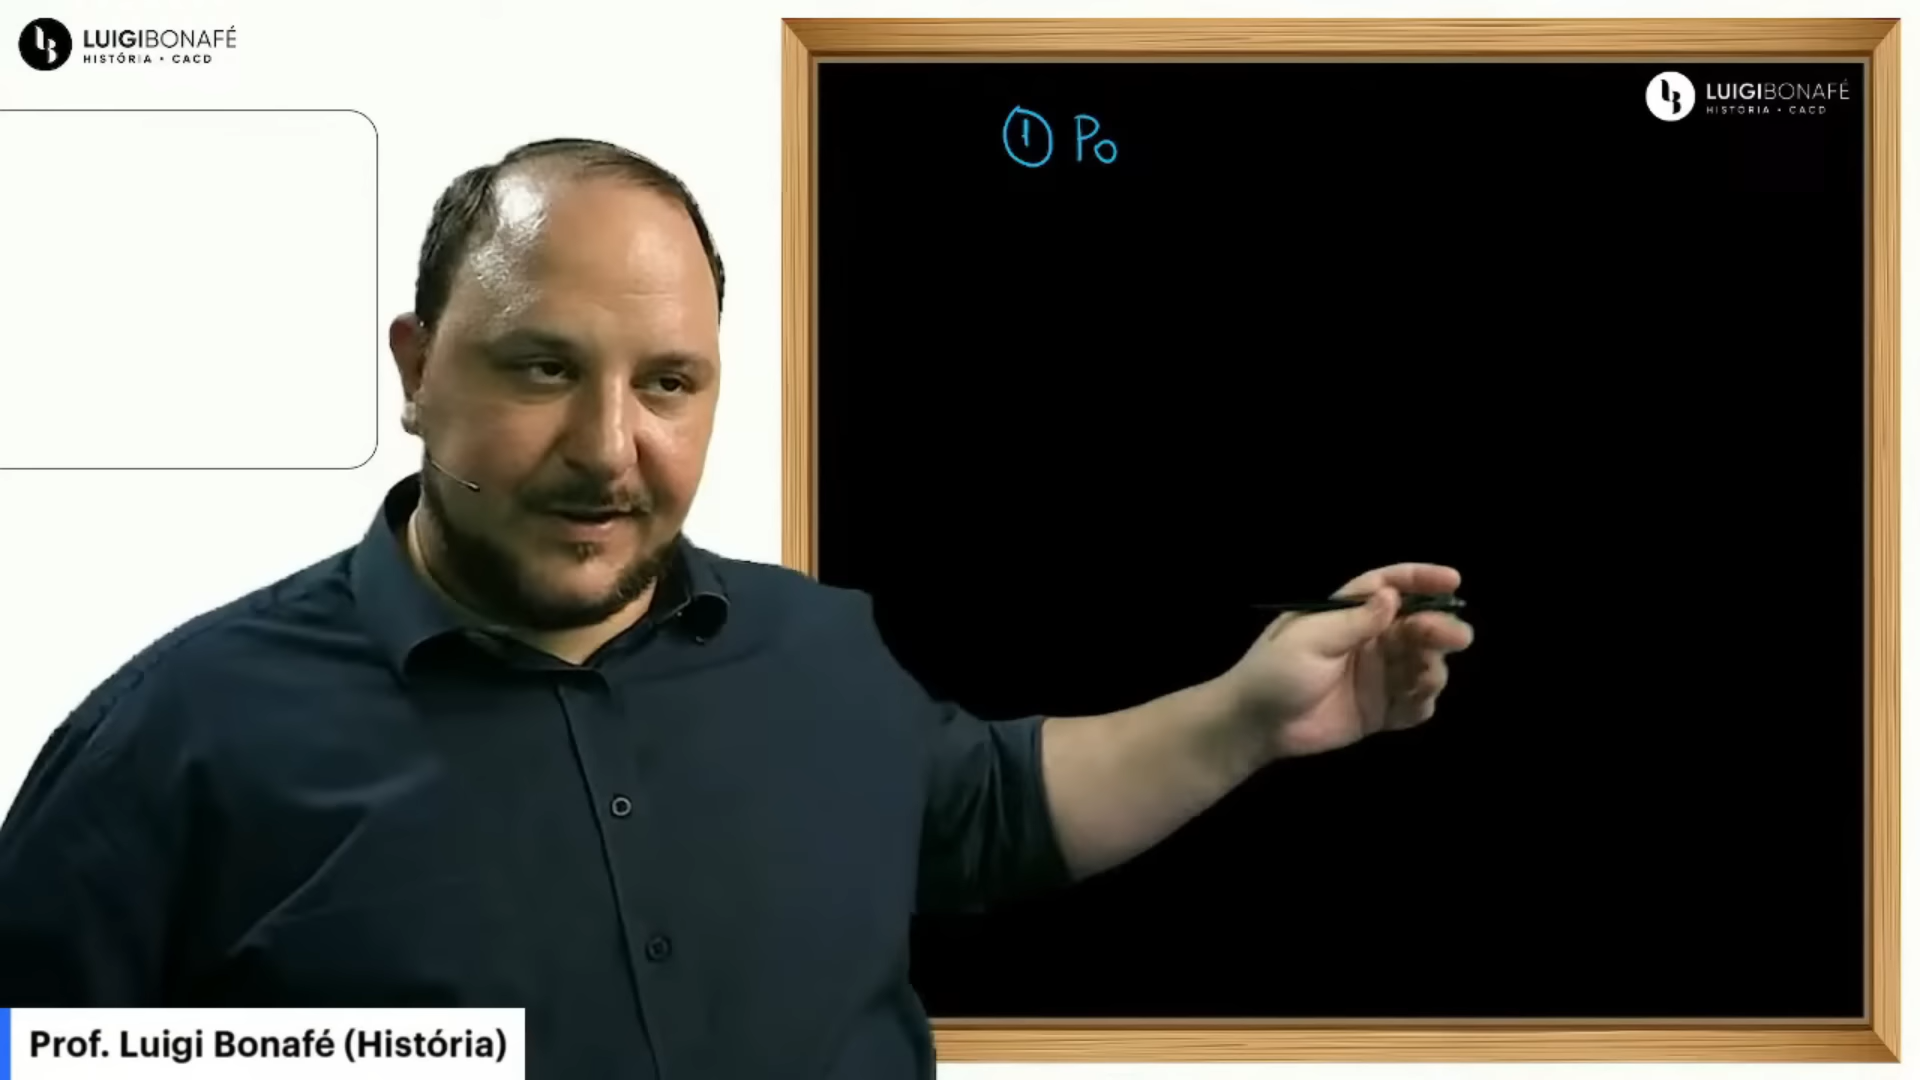 LUIGIBONAFÉ
HISTÓRIA • CACD
LUIGIBONAFÉ
HISTÓRIA • CACD
① Po
Prof. Luigi Bonafé (História)